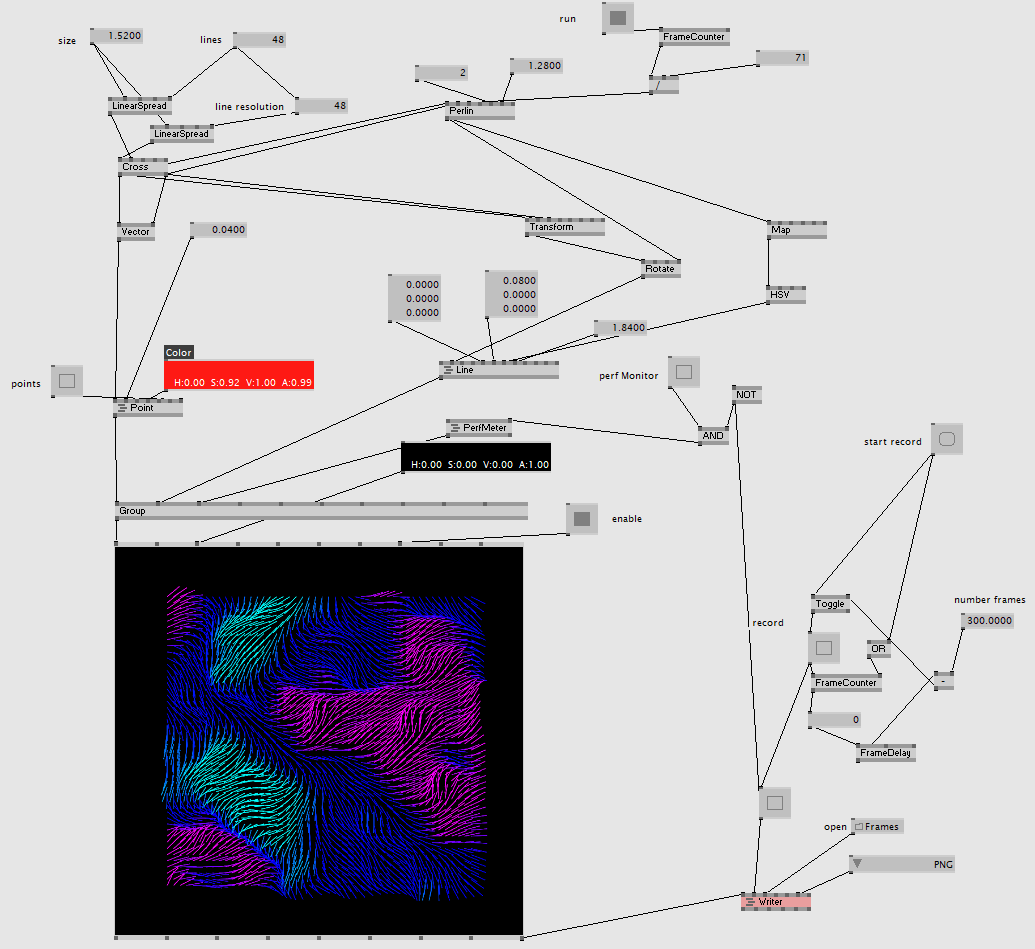 run
size
1.5200
lines
48
FrameCounter
71
2
1.2800
/
LinearSpread
line resolution
48
Perlin
LinearSpread
Cross
Vector
0.0400
Transform
Map
Rotate
0.0000
0.0000
0.0000
0.0800
0.0000
0.0000
HSV
1.8400
Color
H:0.00 S:0.92 V:1.00 A:0.99
Line
points
perf Monitor
NOT
Point
PerfMeter
AND
start record
H:0.00 S:0.00 V:0.00 A:1.00
Group
enable
Toggle
number frames
300.0000
record
OR
FrameCounter
-
0
FrameDelay
open
Frames
PNG
Writer